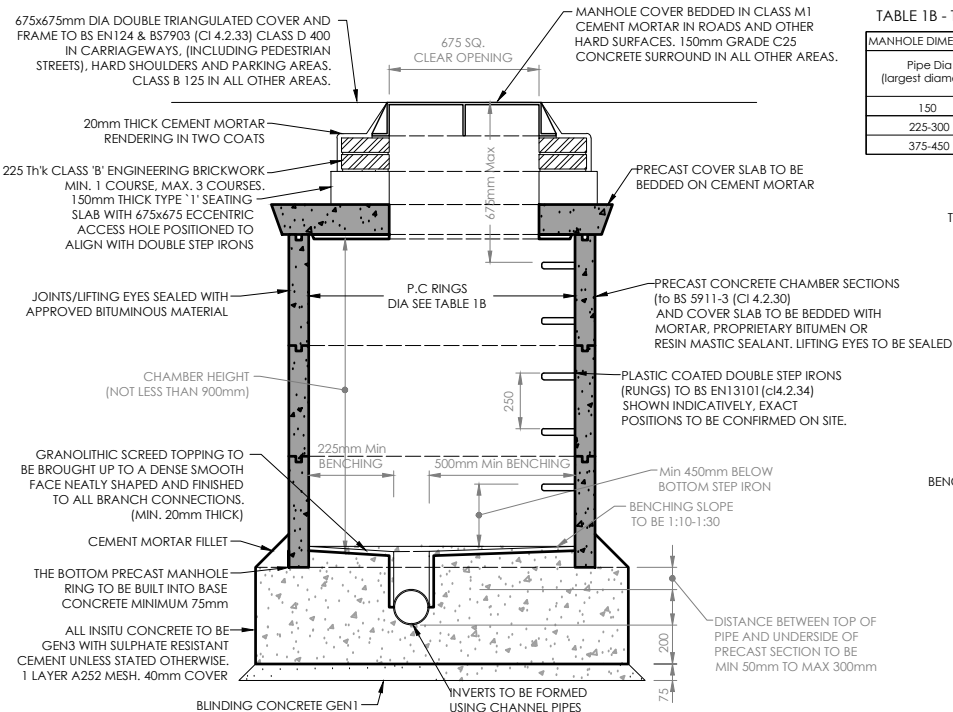 675x675mm DIA DOUBLE TRIANGULATED COVER AND
FRAME TO BS EN124 & BS7903 (Cl 4.2.33) CLASS D 400
IN CARRIAGEWAYS, (INCLUDING PEDESTRIAN
STREETS), HARD SHOULDERS AND PARKING AREAS.
CLASS B 125 IN ALL OTHER AREAS.
675 SQ.
CLEAR OPENING
MANHOLE COVER BEDDED IN CLASS M1
CEMENT MORTAR IN ROADS AND OTHER
HARD SURFACES. 150mm GRADE C25
CONCRETE SURROUND IN ALL OTHER AREAS.
TABLE 1B - T
MANHOLE DIME
Pipe Dia
(largest diam
150
225-300
375-450
20mm THICK CEMENT MORTAR
RENDERING IN TWO COATS
225 Th'k CLASS 'B' ENGINEERING BRICKWORK
MIN. 1 COURSE, MAX. 3 COURSES.
150mm THICK TYPE `1' SEATING
SLAB WITH 675x675 ECCENTRIC
ACCESS HOLE POSITIONED TO
ALIGN WITH DOUBLE STEP IRONS
675mm Max
PRECAST COVER SLAB TO BE
BEDDED ON CEMENT MORTAR
T
JOINTS/LIFTING EYES SEALED WITH
APPROVED BITUMINOUS MATERIAL
P.C RINGS
DIA SEE TABLE 1B
PRECAST CONCRETE CHAMBER SECTIONS
(to BS 5911-3 (Cl 4.2.30)
AND COVER SLAB TO BE BEDDED WITH
MORTAR, PROPRIETARY BITUMEN OR
RESIN MASTIC SEALANT. LIFTING EYES TO BE SEALED
CHAMBER HEIGHT
(NOT LESS THAN 900mm)
250
PLASTIC COATED DOUBLE STEP IRONS
(RUNGS) TO BS EN13101 (cl4.2.34)
SHOWN INDICATIVELY, EXACT
POSITIONS TO BE CONFIRMED ON SITE.
225mm Min
BENCHING
500mm Min BENCHING
GRANOLITHIC SCREED TOPPING TO
BE BROUGHT UP TO A DENSE SMOOTH
FACE NEATLY SHAPED AND FINISHED
TO ALL BRANCH CONNECTIONS.
(MIN. 20mm THICK)
Min 450mm BELOW
BOTTOM STEP IRON
BENC
BENCHING SLOPE
TO BE 1:10-1:30
CEMENT MORTAR FILLET
THE BOTTOM PRECAST MANHOLE
RING TO BE BUILT INTO BASE
CONCRETE MINIMUM 75mm
ALL INSITU CONCRETE TO BE
GEN3 WITH SULPHATE RESISTANT
CEMENT UNLESS STATED OTHERWISE.
1 LAYER A252 MESH. 40mm COVER
200
75
DISTANCE BETWEEN TOP OF
PIPE AND UNDERSIDE OF
PRECAST SECTION TO BE
MIN 50mm TO MAX 300mm
BLINDING CONCRETE GEN1
INVERTS TO BE FORMED
USING CHANNEL PIPES